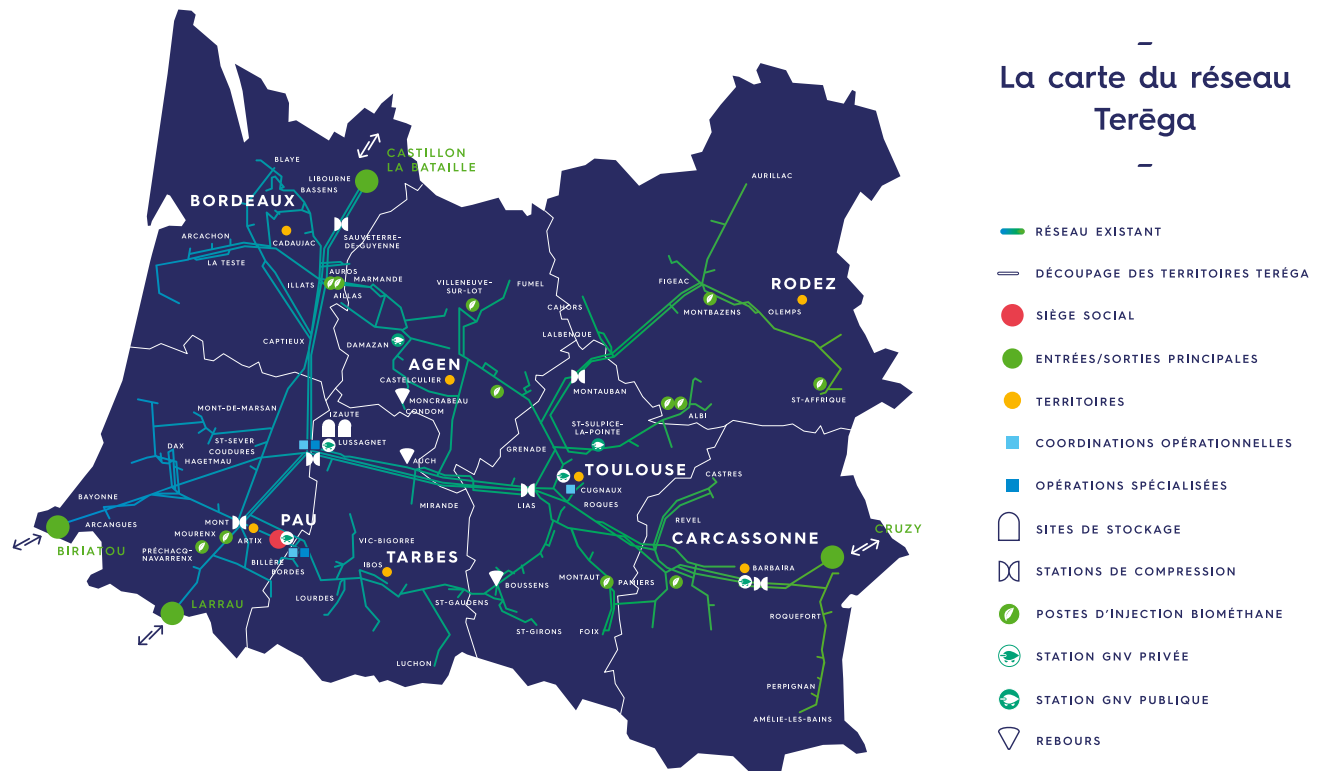 La carte du réseau
Terēga
RÉSEAU EXISTANT
DÉCOUPAGE DES TERRITOIRES TERÉGA
SIÈGE SOCIAL
ENTRÉES/SORTIES PRINCIPALES
TERRITOIRES
COORDINATIONS OPÉRATIONNELLES
OPÉRATIONS SPÉCIALISÉES
SITES DE STOCKAGE
STATIONS DE COMPRESSION
POSTES D'INJECTION BIOMÉTHANE
STATION GNV PRIVÉE
STATION GNV PUBLIQUE
REBOURS
CASTILLON
LA BATAILLE
BLAYE
LIBOURNE
BASSENS
BORDEAUX
CADAUJAC
ARCACHON
LA TESTE
SAUVETERRE-
DE-GUYENNE
AUROS
MARMANDE
ILLATS
AILLAS
CAPTIEUX
DAMAZAN
VILLENEUVE-
SUR-LOT
FUMEL
AGEN
CASTELCULIER
MONCRABEAU
CONDOM
CAHORS
LALBENQUE
AURILLAC
FIGEAC
RODEZ
MONTBAZENS
OLEMPS
ST-AFFRIQUE
MONTAUBAN
ALBI
ST-SULPICE-
LA-POINTE
GRENADE
MONT-DE-MARSAN
ST-SEVER
COUDURES
DAX
HAGETMAU
IZAUTE
LUSSAGNET
AUCH
MIRANDE
LIAS
TOULOUSE
CUGNAUX
ROQUES
CASTRES
REVEL
BAYONNE
ARCANGUES
BIRIATOU
MONT
MOURENX
ARTIX
PAU
PRÉCHACQ-
NAVARRENX
BILLÈRE
BORDES
LARRAU
VIC-BIGORRE
IBOS
TARBES
LOURDES
LUCHON
ST-GAUDENS
BOUSSENS
ST-GIRONS
MONTAUT
PAMIERS
FOIX
CARCASSONNE
BARBAIRA
CRUZY
ROQUEFORT
PERPIGNAN
AMÉLIE-LES-BAINS